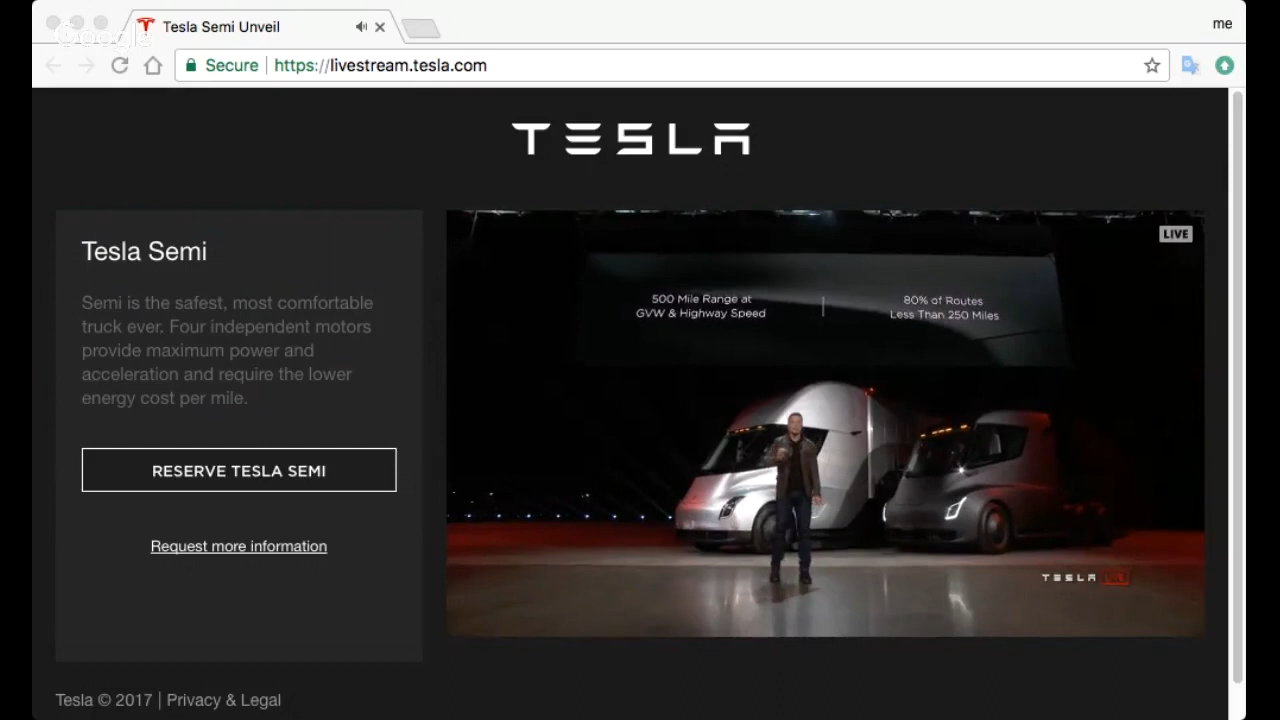 Tesla Semi Unveil
me
Google
Secure | https://livestream.tesla.com
TESLA
Tesla Semi
Semi is the safest, most comfortable
truck ever. Four independent motors
provide maximum power and
acceleration and require the lower
energy cost per mile.
RESERVE TESLA SEMI
Request more information
LIVE
500 Mile Range at
GVW & Highway Speed
80% of Routes
Less Than 250 Miles
TESLA LIVE
Tesla © 2017 | Privacy & Legal